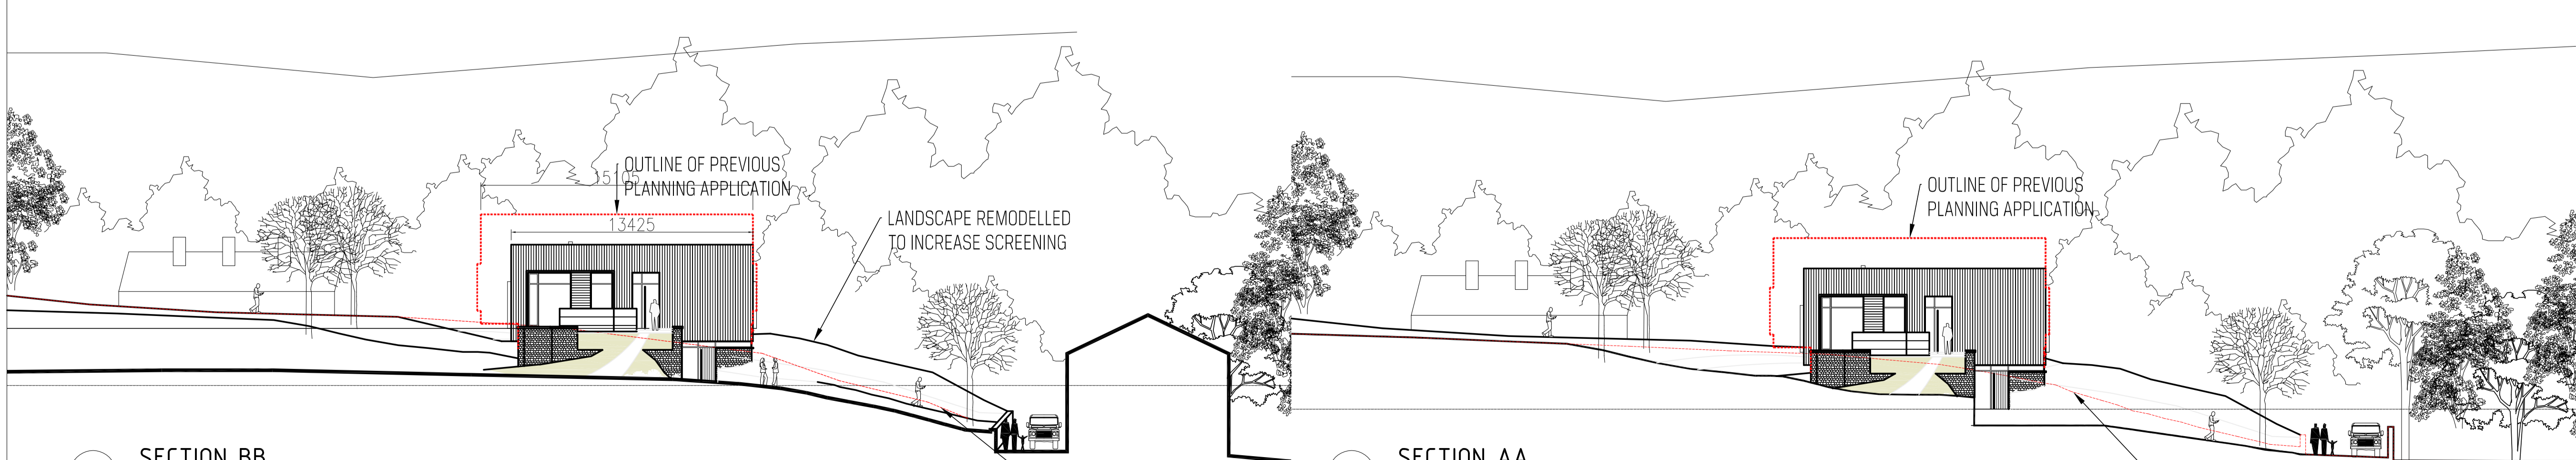 OUTLINE OF PREVIOUS
PLANNING APPLICATION
15105
13425
LANDSCAPE REMODELLED
TO INCREASE SCREENING
SECTION BB
OUTLINE OF PREVIOUS
PLANNING APPLICATION
SECTION AA